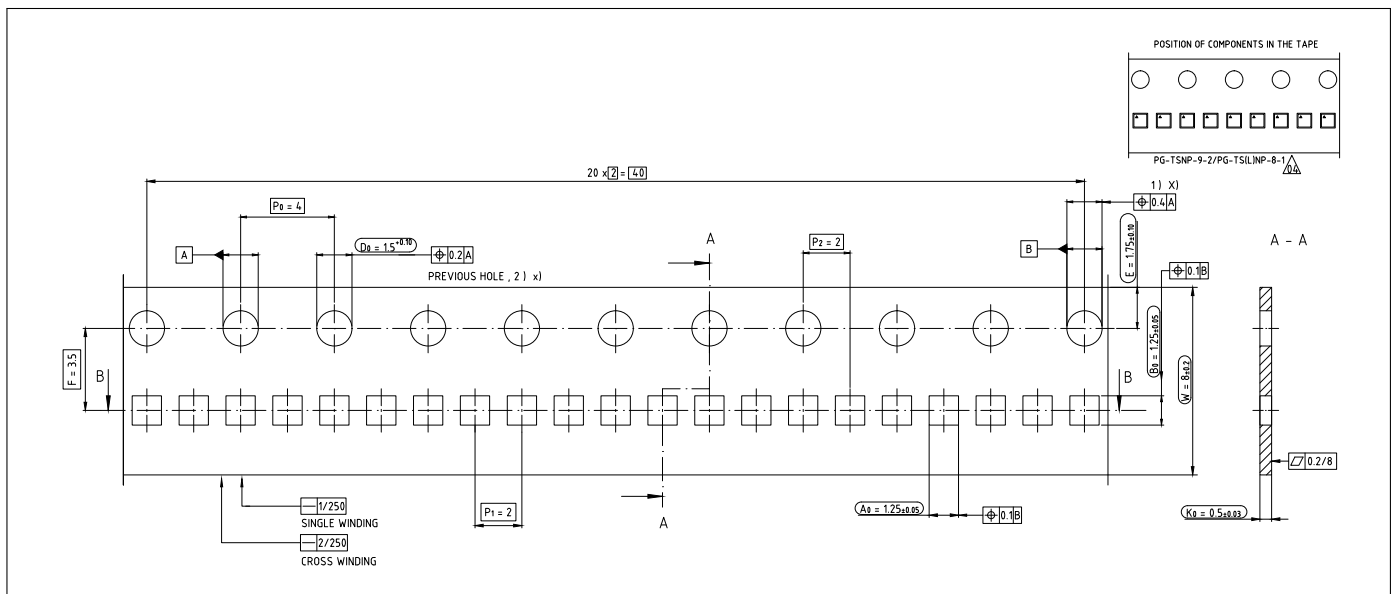 POSITION OF COMPONENTS IN THE TAPE
PG-TSNP-9-2/PG-TS(L)NP-8-1
04
20 x 2 = 40
1) X)
0.4 A
P0 = 4
A
D0 = 1.5 +0.10
0.2 A
PREVIOUS HOLE , 2 ) x)
A
P2 = 2
B
E = 1.75±0.10
A - A
0.1 B
B0 = 1.25±0.05
W = 8±0.2
F = 3.5
B
B
0.2/8
1/250
SINGLE WINDING
2/250
CROSS WINDING
P1 = 2
A
A0 = 1.25±0.05
0.1 B
K0 = 0.5±0.03